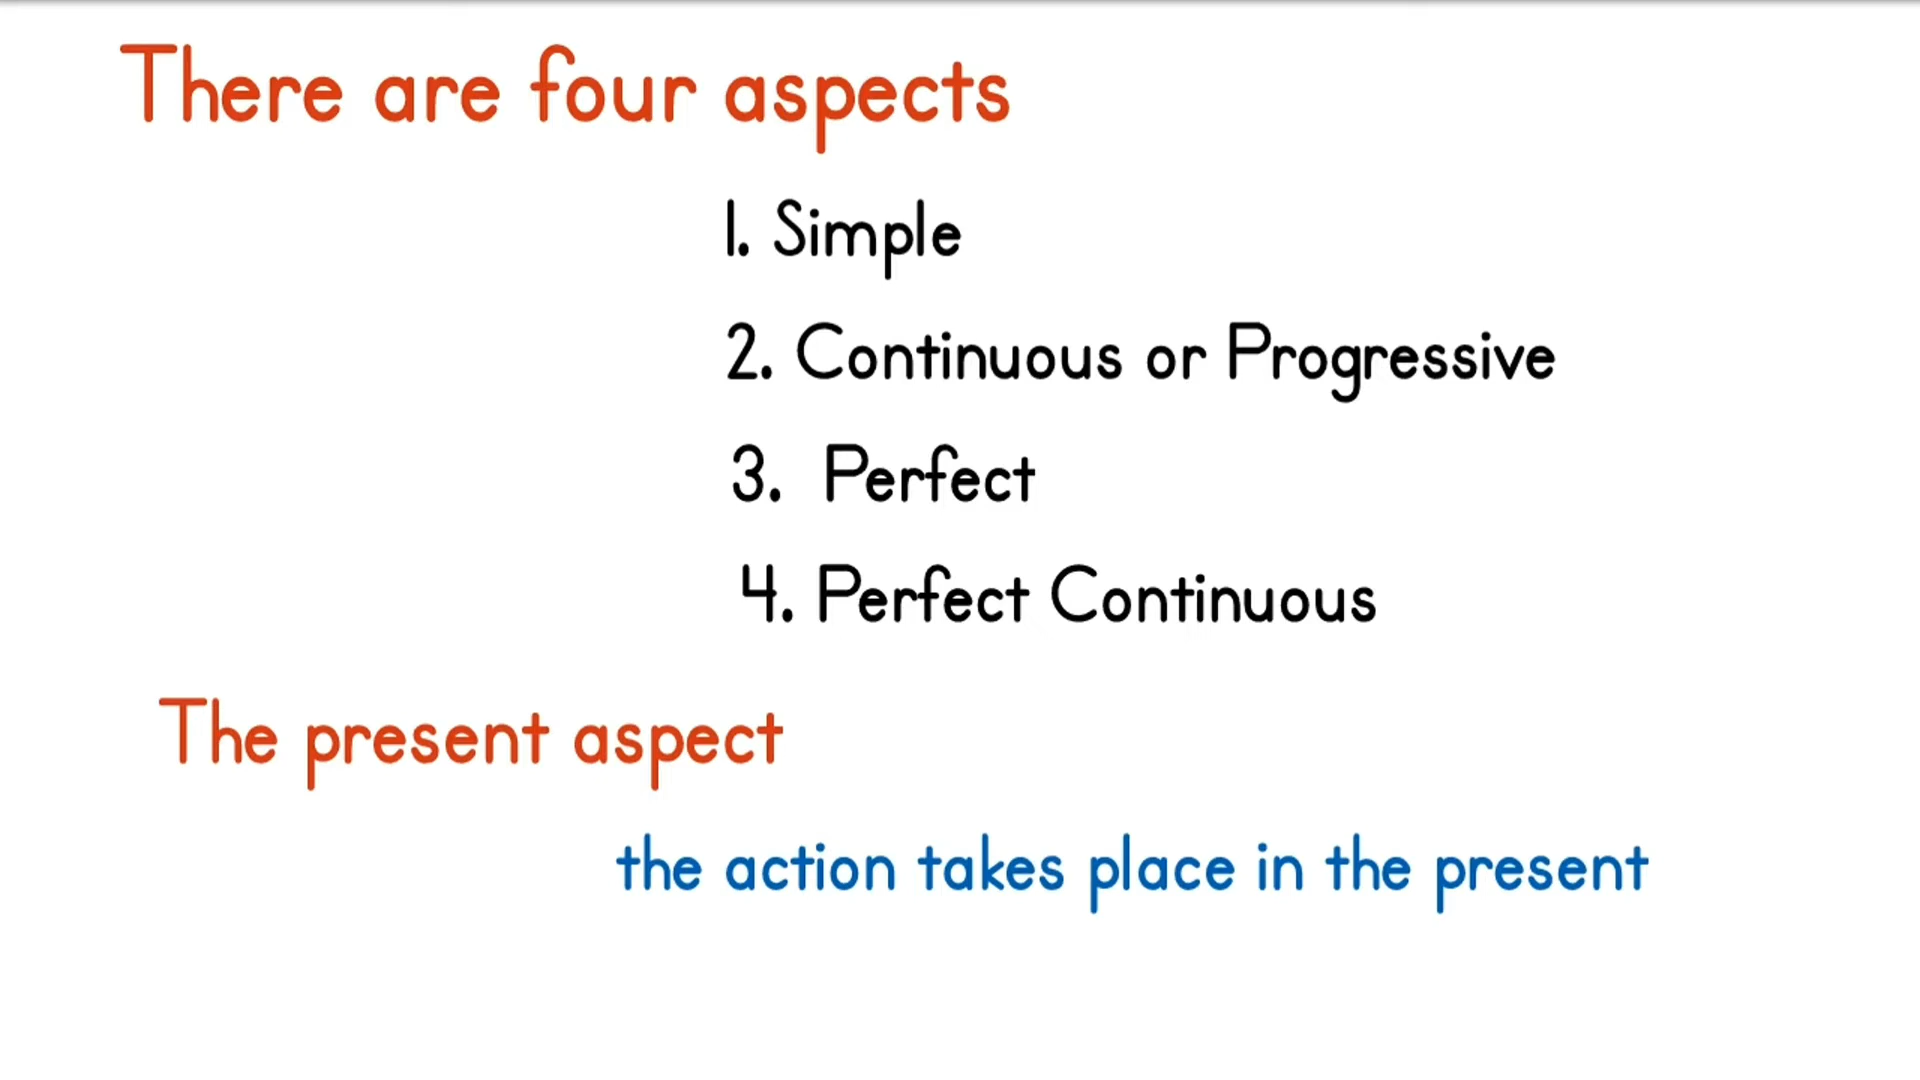 There are four aspects
1. Simple
2. Continuous or Progressive
3. Perfect
4. Perfect Continuous
The present aspect
the action takes place in the present